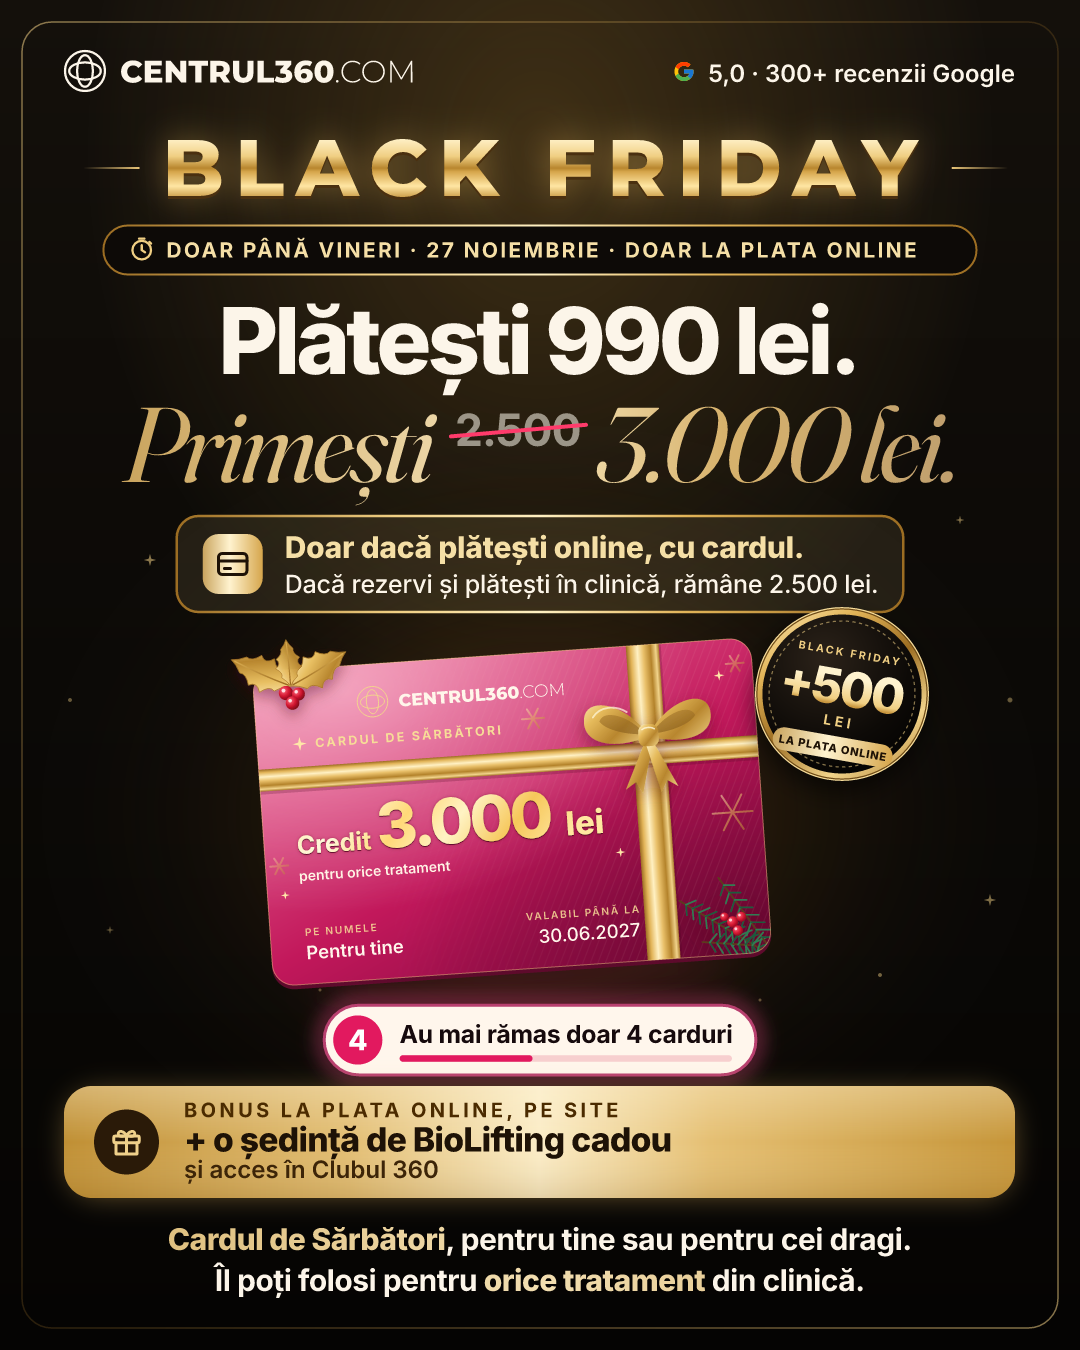 CENTRUL360.COM
5,0 · 300+ recenzii Google
BLACK FRIDAY
DOAR PÂNĂ VINERI · 27 NOIEMBRIE · DOAR LA PLATA ONLINE
Plătești 990 lei.
Primești 2.500 3.000 lei.
Doar dacă plătești online, cu cardul.
Dacă rezervi și plătești în clinică, rămâne 2.500 lei.
BLACK FRIDAY
+500
LEI
LA PLATA ONLINE
CENTRUL360.COM
CARDUL DE SĂRBĂTORI
Credit 3.000 lei
pentru orice tratament
PE NUMELE
Pentru tine
VALABIL PÂNĂ LA
30.06.2027
4 Au mai rămas doar 4 carduri
BONUS LA PLATA ONLINE, PE SITE
+ o ședință de BioLifting cadou
și acces în Clubul 360
Cardul de Sărbători, pentru tine sau pentru cei dragi.
Îl poți folosi pentru orice tratament din clinică.